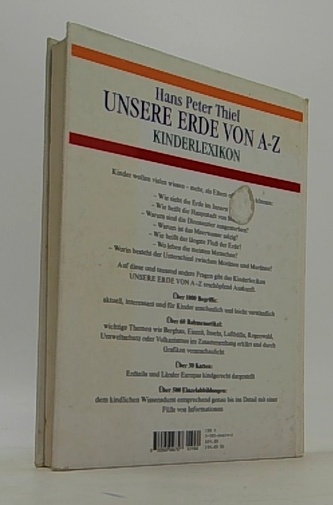 Hans Peter Thiel
UNSERE ERDE VON A-Z
KINDERLEXIKON
Kinder wollen vieles wissen – mehr, als Eltern
– Wie sieht die Erde im Innern
– Wie heißt die Hauptstadt von
– Warum sind die Dinosaurier ausgestorben?
– Warum ist das Meerwasser salzig?
– Wie heißt der längste Fluß der Erde?
– Wo leben die meisten Menschen?
– Worin besteht der Unterschied zwischen Monsun und
Auf diese und tausend andere Fragen gibt das Kinderlexikon
UNSERE ERDE VON A-Z erschöpfend Auskunft.
Über 1000 Begriffe:
aktuell, interessant und für Kinder anschaulich und leicht verständlich
Über 60 Rahmenartikel:
wichtige Themen wie Bergbau, Eiszeit, Inseln, Lufthülle, Regenwald,
Umweltschutz oder Vulkanismus im Zusammenhang erklärt und durch
Grafiken veranschaulicht
Über 30 Karten:
Erdteile und Länder Europas kindgerecht dargestellt
Über 500 Einzelabbildungen:
dem kindlichen Wissensdurst entsprechend genau bis ins Detail mit einer
Fülle von Informationen